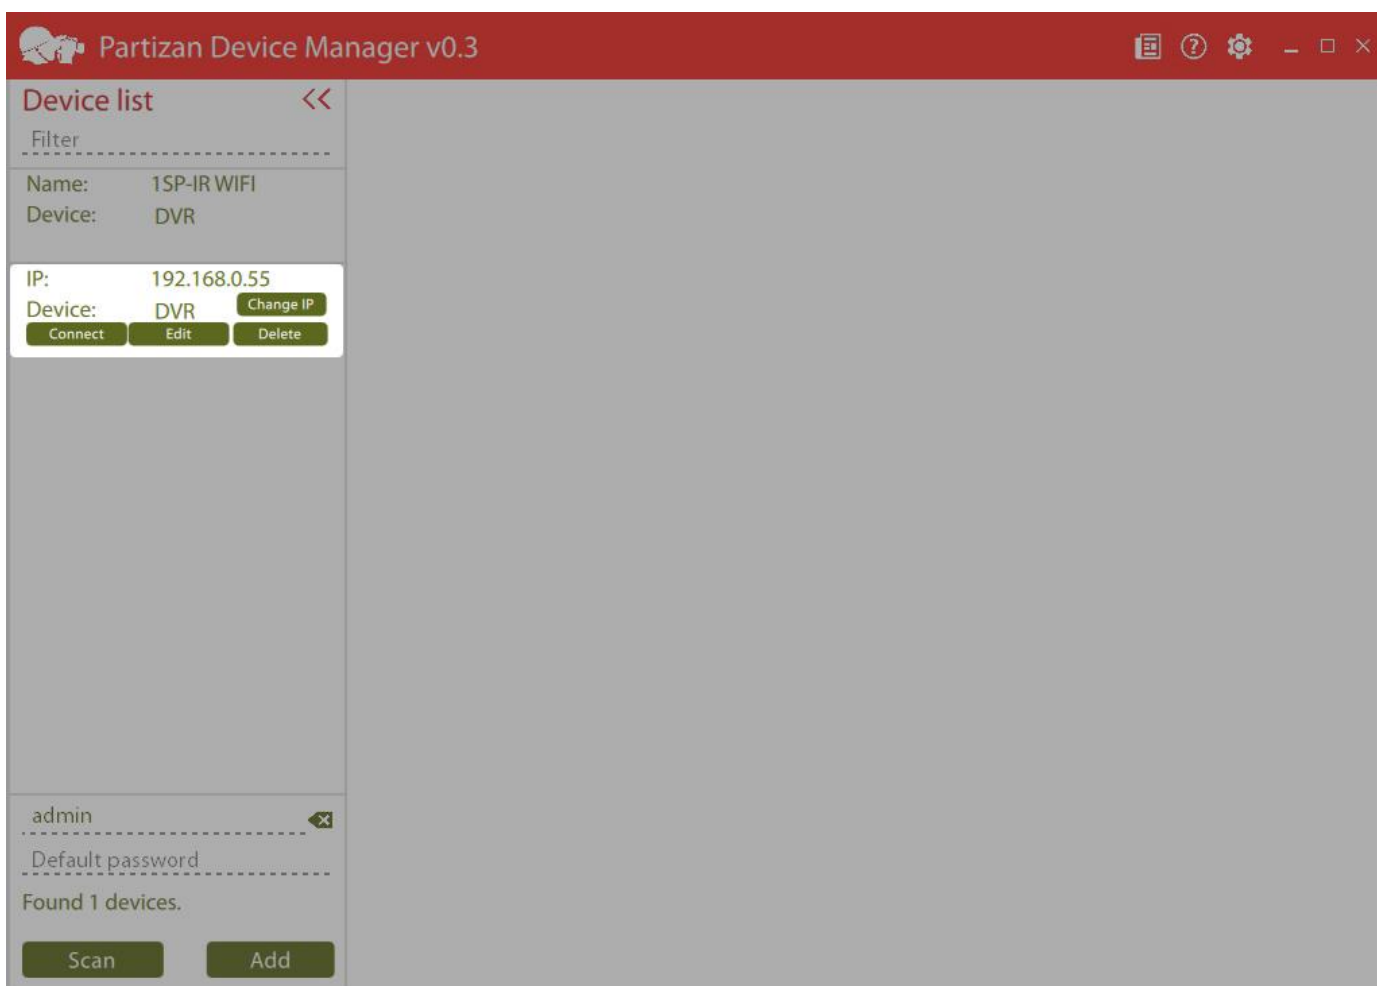 Partizan Device Manager v0.3
Device list <<
Filter
Name: 1SP-IR WIFI
Device: DVR
IP: 192.168.0.55
Device: DVR Change IP
Connect Edit Delete
admin
Default password
Found 1 devices.
Scan Add